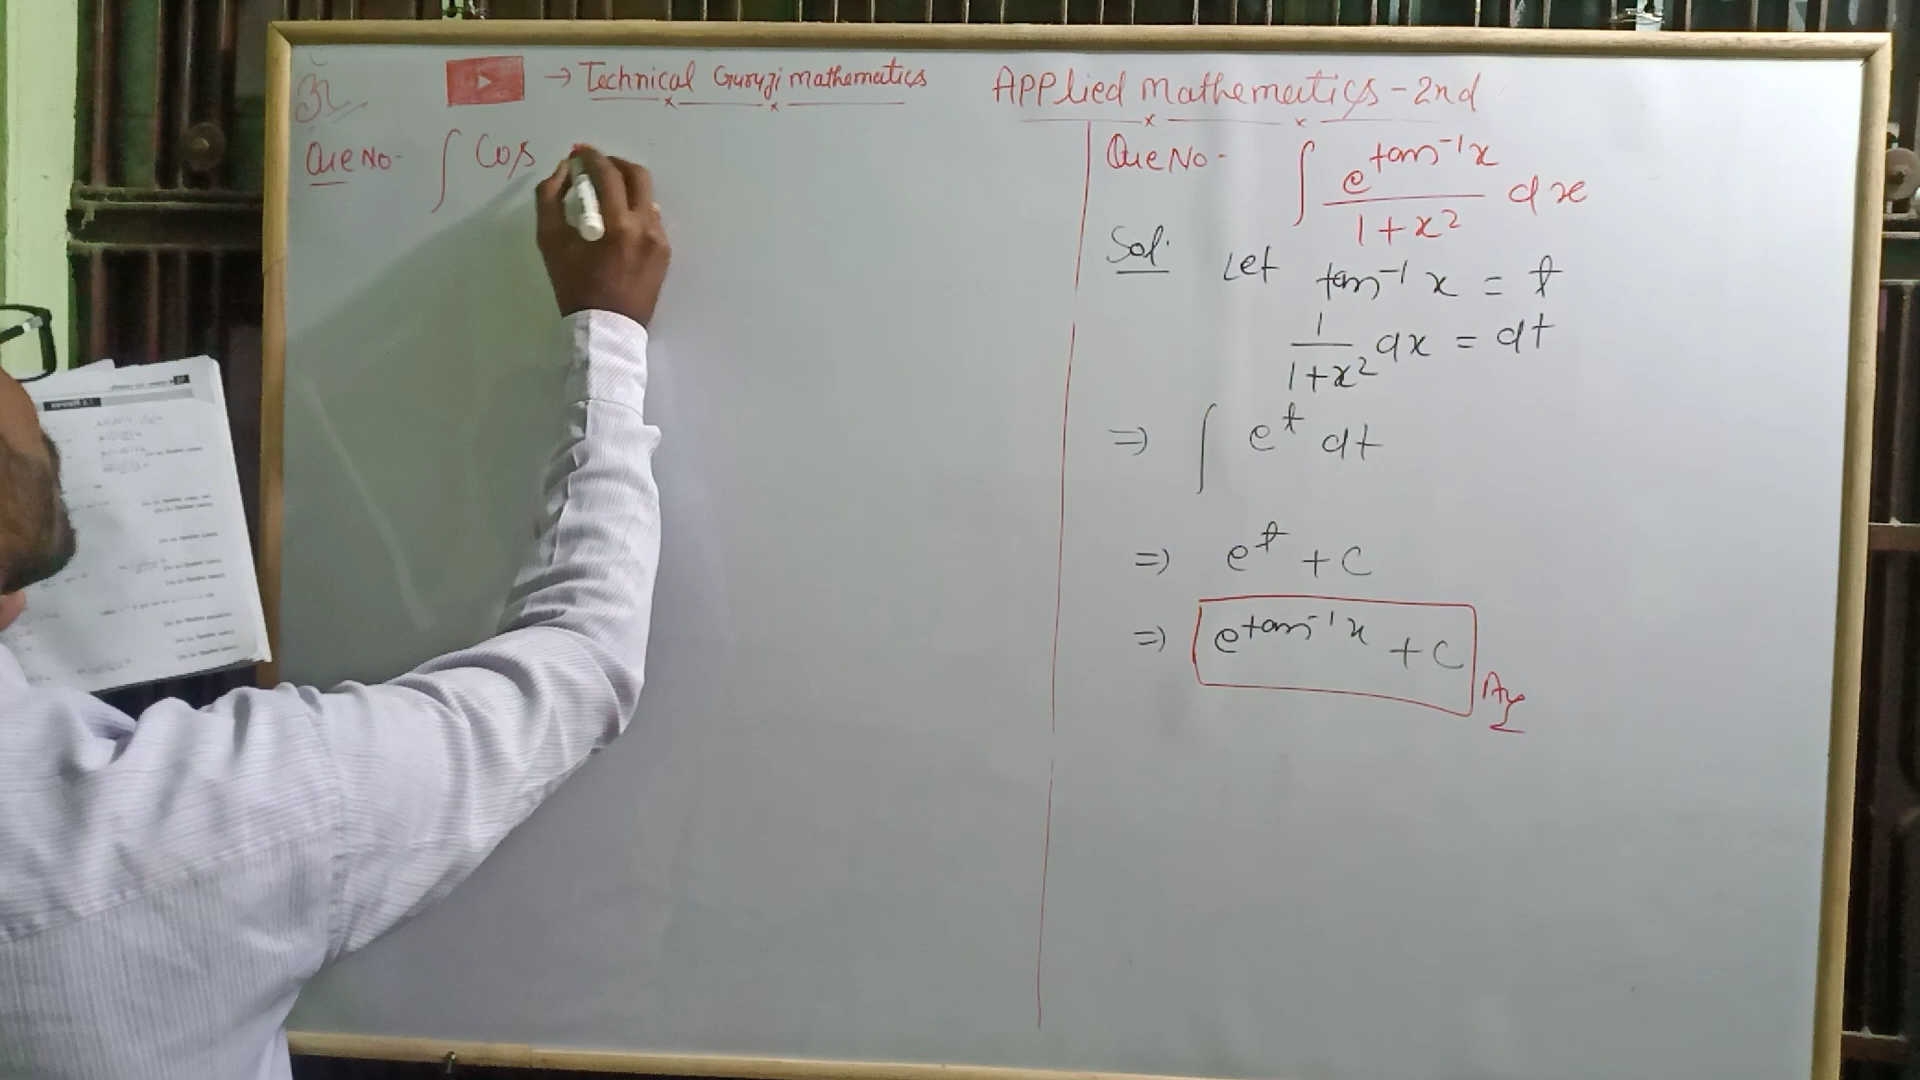 ॐ
→ Technical Guruji mathematics
Applied Mathematics - 2nd
Que No- ∫ Cos
Que No- ∫ e^tan⁻¹x / 1+x² dx
Sol. Let tan⁻¹ x = t
1 / 1+x² dx = dt
⇒ ∫ e^t dt
⇒ e^t + C
⇒ e^tan⁻¹x + C Ans